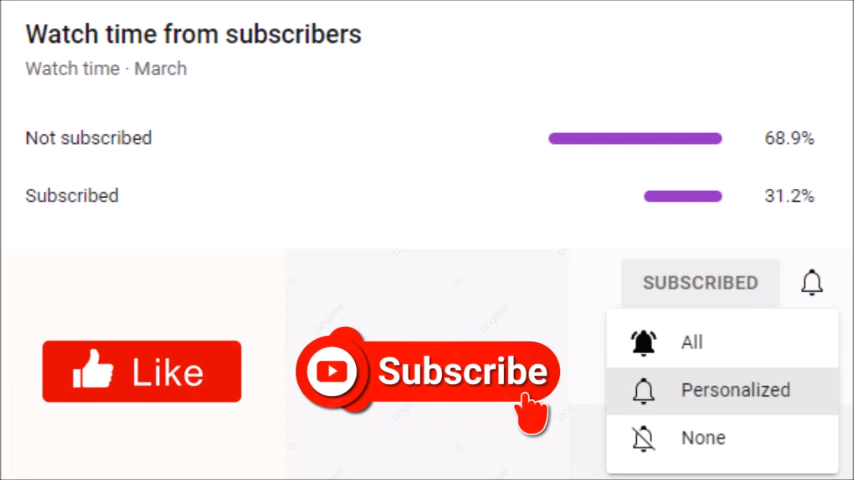 Watch time from subscribers
Watch time · March
Not subscribed 68.9%
Subscribed 31.2%
SUBSCRIBED
All
Like
Subscribe
Personalized
None